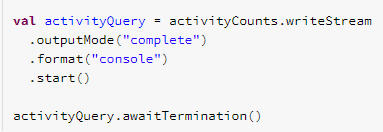 val activityQuery = activityCounts.writeStream
.outputMode("complete")
.format("console")
.start()
activityQuery.awaitTermination()